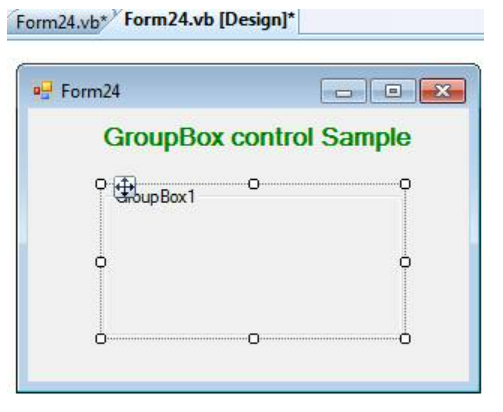 Form24.vb* Form24.vb [Design]*
Form24
GroupBox control Sample
GroupBox1